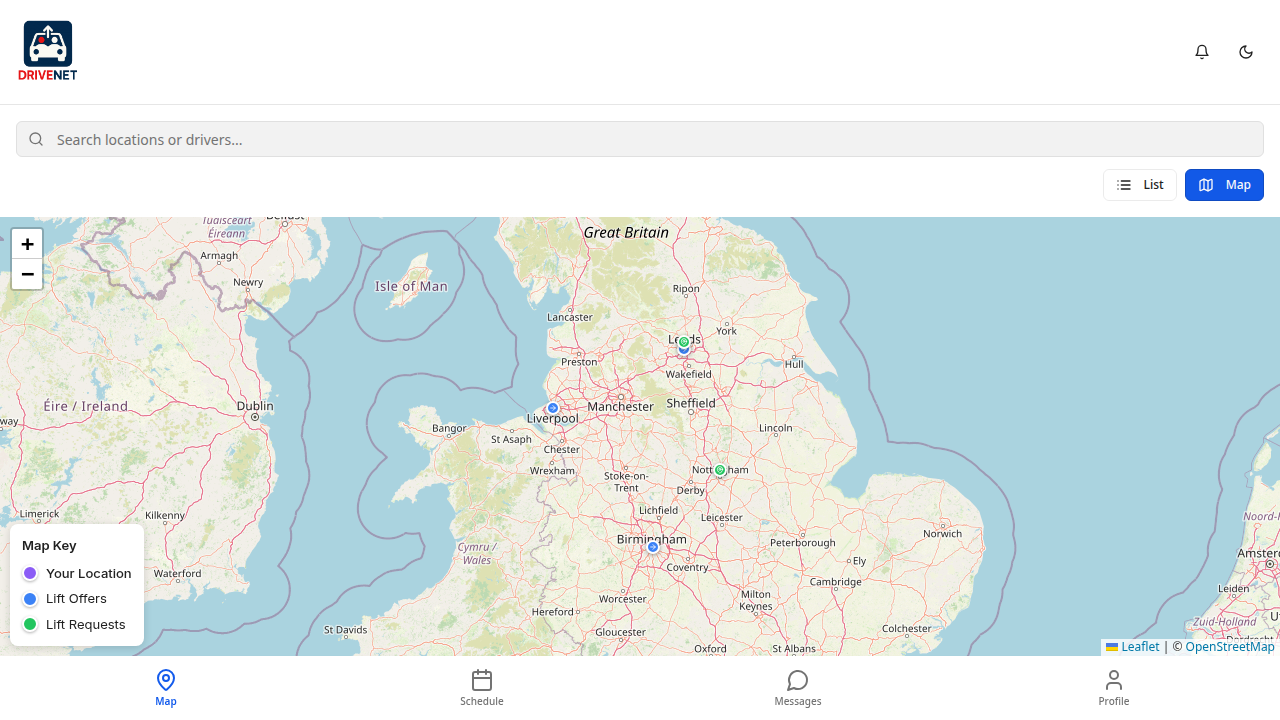 DRIVENET
Search locations or drivers...
List
Map
+
−
Great Britain
Tuaisceart
Éireann
Belfast
Armagh
Newry
Isle of Man
Ripon
Lancaster
York
Leeds
Preston
Hull
Wakefield
Éire / Ireland
Dublin
Manchester
Sheffield
Liverpool
Bangor
St Asaph
Lincoln
Chester
Wrexham
Stoke-on-
Trent
Nottingham
Derby
Limerick
Kilkenny
Lichfield
Leicester
Norwich
Birmingham
Peterborough
Cymru /
Wales
Ely
Coventry
Waterford
Cambridge
Worcester
Milton
Keynes
Hereford
Leiden
St Davids
Gloucester
Colchester
Zuid-Holland
Oxford
St Albans
Map Key
Your Location
Lift Offers
Lift Requests
Leaflet | © OpenStreetMap
Map
Schedule
Messages
Profile